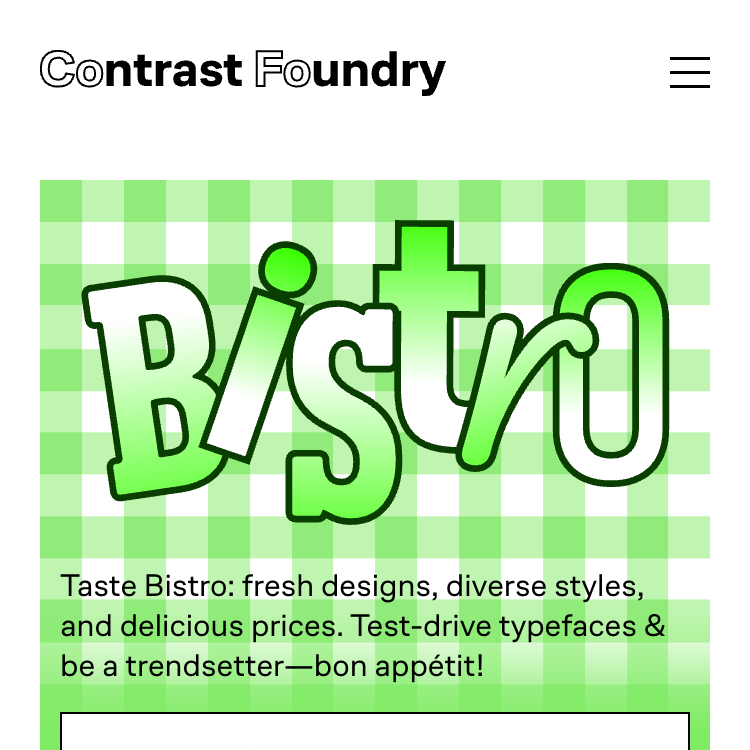 Contrast Foundry
Bistro
Taste Bistro: fresh designs, diverse styles,
and delicious prices. Test-drive typefaces &
be a trendsetter—bon appétit!